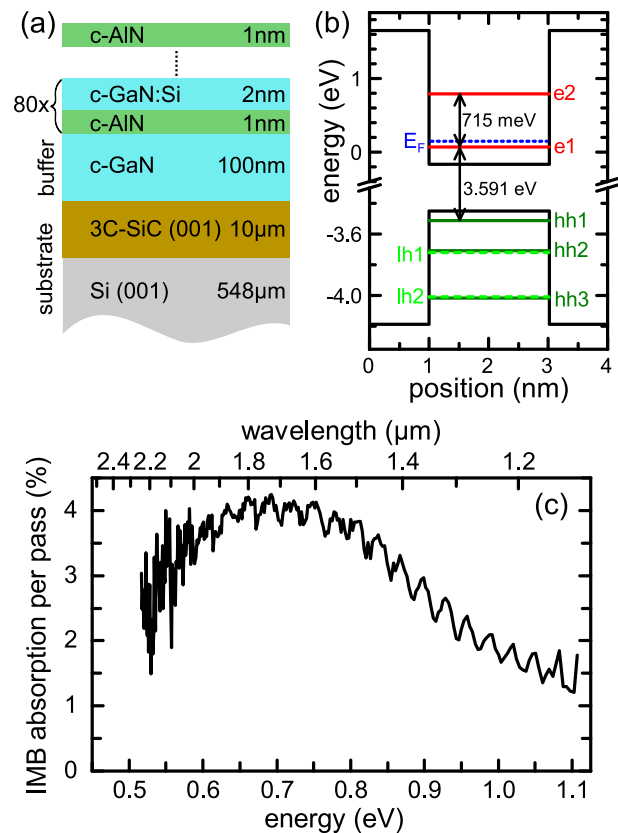 (a)
c-AlN 1nm
80x
c-GaN:Si 2nm
c-AlN 1nm
buffer
c-GaN 100nm
substrate
3C-SiC (001) 10µm
Si (001) 548µm
(b)
energy (eV)
1
0
-3.6
-4.0
e2
715 meV
EF
e1
3.591 eV
hh1
lh1
hh2
lh2
hh3
0 1 2 3 4
position (nm)
wavelength (µm)
2.4 2.2 2 1.8 1.6 1.4 1.2
(c)
IMB absorption per pass (%)
4
3
2
1
0
0.5 0.6 0.7 0.8 0.9 1.0 1.1
energy (eV)